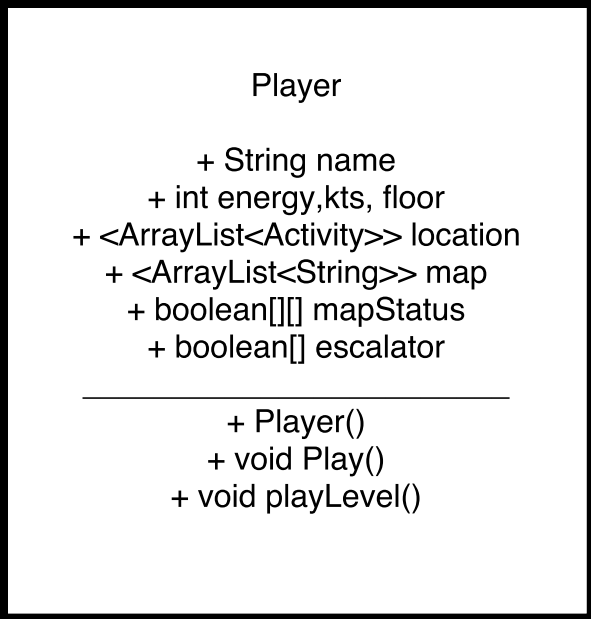 Player
+ String name
+ int energy,kts, floor
+ <ArrayList<Activity>> location
+ <ArrayList<String>> map
+ boolean[][] mapStatus
+ boolean[] escalator
+ Player()
+ void Play()
+ void playLevel()